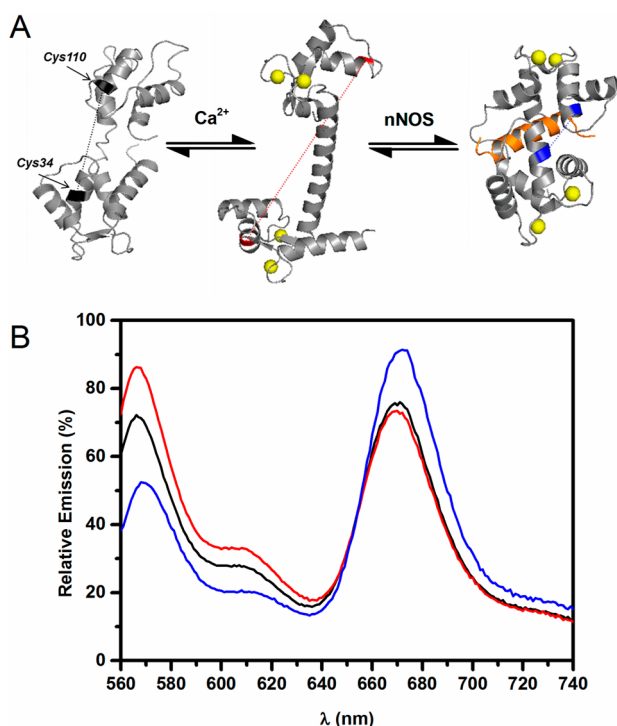 A
Cys110
Cys34
Ca2+
nNOS
B
Relative Emission (%)
100
80
60
40
20
0
560 580 600 620 640 660 680 700 720 740
λ (nm)